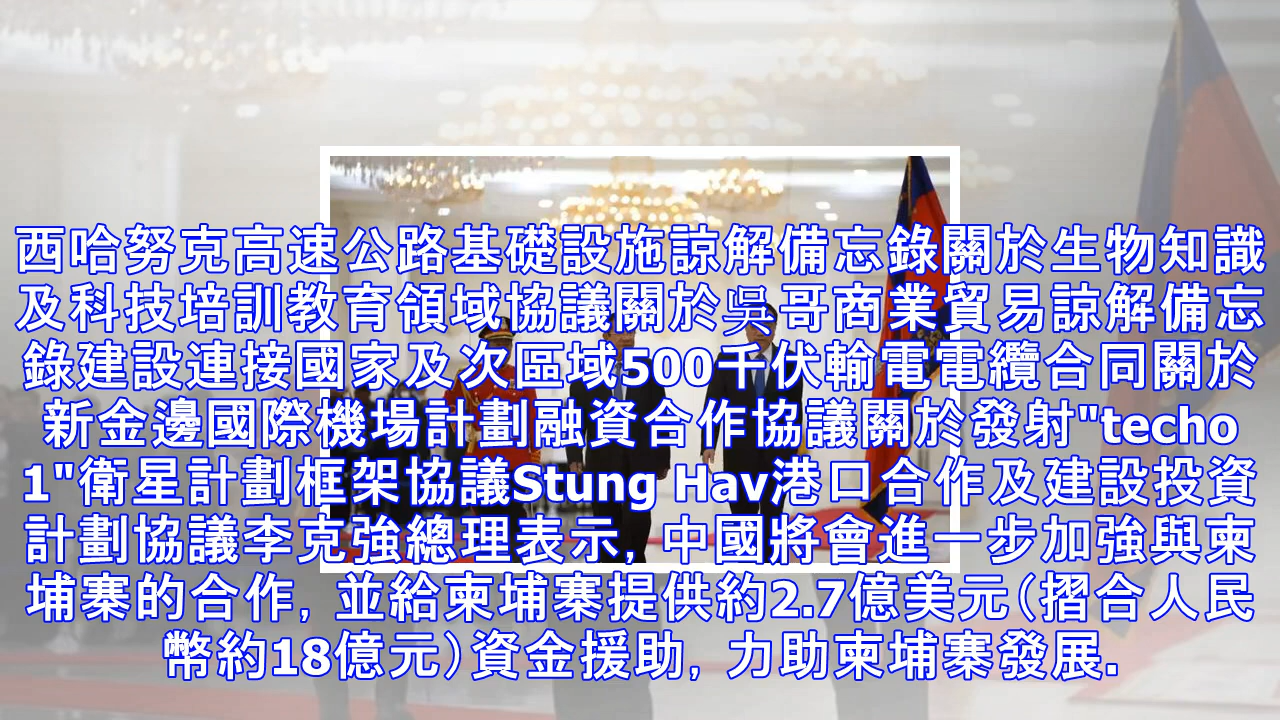 西哈努克高速公路基礎設施諒解備忘錄關於生物知識
及科技培訓教育領域協議關於吳哥商業貿易諒解備忘
錄建設連接國家及次區域500千伏輸電電纜合同關於
新金邊國際機場計劃融資合作協議關於發射"techo
1"衛星計劃框架協議Stung Hav港口合作及建設投資
計劃協議李克強總理表示, 中國將會進一步加強與柬
埔寨的合作, 並給柬埔寨提供約2.7億美元(摺合人民
幣約18億元)資金援助, 力助柬埔寨發展.